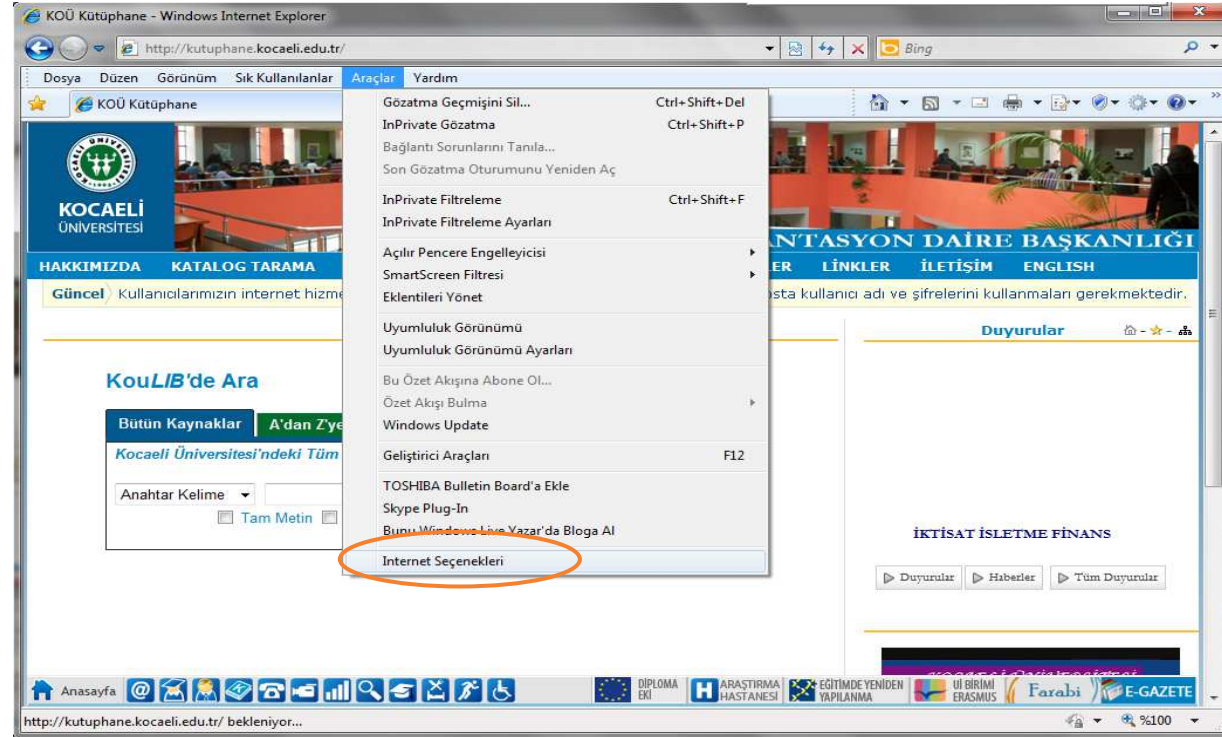 KOÜ Kütüphane - Windows Internet Explorer
http://kutuphane.kocaeli.edu.tr/
Bing
Dosya Düzen Görünüm Sık Kullanılanlar Araçlar Yardım
KOÜ Kütüphane
Gözatma Geçmişini Sil... Ctrl+Shift+Del
InPrivate Gözatma Ctrl+Shift+P
Bağlantı Sorunlarını Tanıla...
Son Gözatma Oturumunu Yeniden Aç
InPrivate Filtreleme Ctrl+Shift+F
InPrivate Filtreleme Ayarları
Açılır Pencere Engelleyicisi
SmartScreen Filtresi
Eklentileri Yönet
Uyumluluk Görünümü
Uyumluluk Görünümü Ayarları
Bu Özet Akışına Abone Ol...
Özet Akışı Bulma
Windows Update
Geliştirici Araçları F12
TOSHIBA Bulletin Board'a Ekle
Skype Plug-In
Bunu Windows Live Yazar'da Bloga Al
Internet Seçenekleri
KOCAELİ
ÜNİVERSİTESİ
NTASYON DAİRE BAŞKANLIĞI
HAKKIMIZDA KATALOG TARAMA ER LİNKLER İLETİŞİM ENGLISH
Güncel Kullanıcılarımızın internet hizme osta kullanıcı adı ve şifrelerini kullanmaları gerekmektedir.
Duyurular
KouLIB'de Ara
Bütün Kaynaklar A'dan Z'ye
Kocaeli Üniversitesi'ndeki Tüm
Anahtar Kelime
Tam Metin
İKTİSAT İŞLETME FİNANS
Duyurular Haberler Tüm Duyurular
Anasayfa
DİPLOMA
EKİ
ARAŞTIRMA
HASTANESİ
EĞİTİMDE YENİDEN
YAPILANMA
Uİ BİRİMİ
ERASMUS
Farabi
E-GAZETE
http://kutuphane.kocaeli.edu.tr/ bekleniyor...
%100